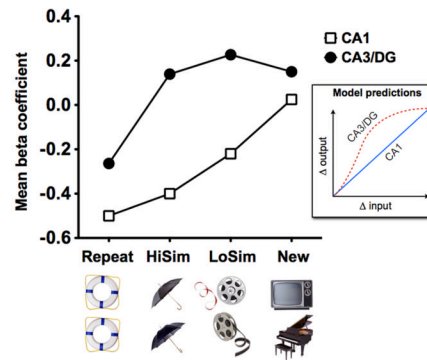 0.4
0.2
0.0
-0.2
-0.4
-0.6
Mean beta coefficient
CA1
CA3/DG
Repeat HiSim LoSim New
Model predictions
CA3/DG
CA1
Δ output
Δ input